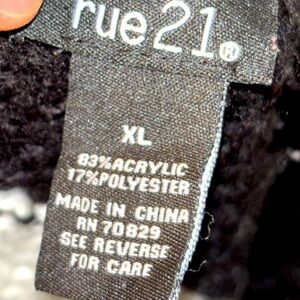 rue21®
XL
83%ACRYLIC
17%POLYESTER
MADE IN CHINA
RN 70829
SEE REVERSE
FOR CARE